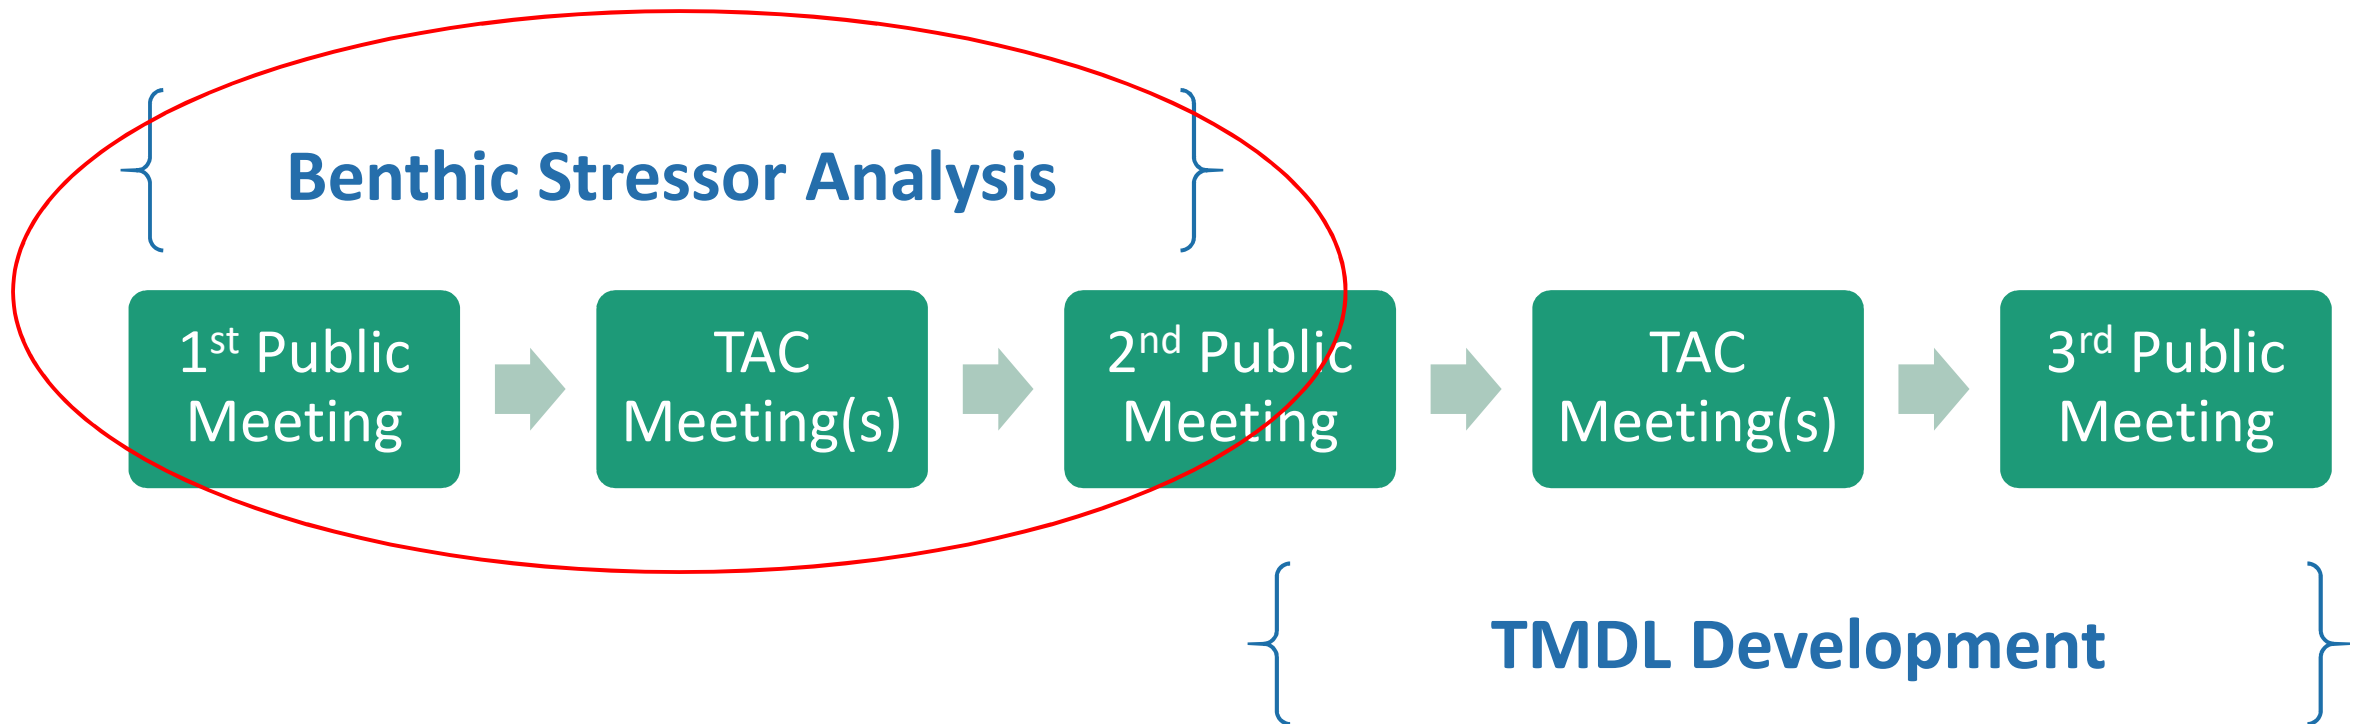 Benthic Stressor Analysis
1st Public
Meeting
TAC
Meeting(s)
2nd Public
Meeting
TAC
Meeting(s)
3rd Public
Meeting
TMDL Development